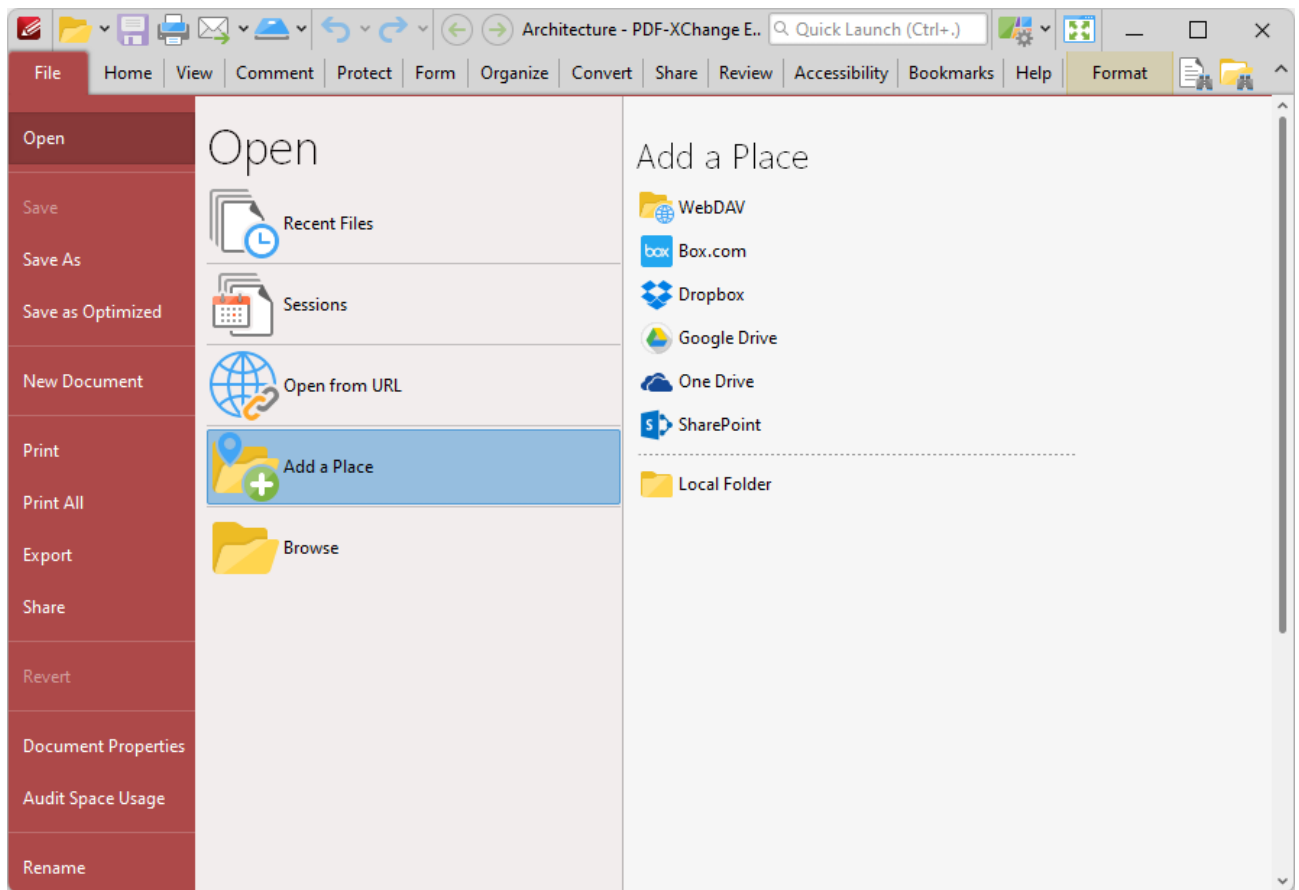 Architecture - PDF-XChange E..
Quick Launch (Ctrl+.)
File Home View Comment Protect Form Organize Convert Share Review Accessibility Bookmarks Help Format
Open
Save
Save As
Save as Optimized
New Document
Print
Print All
Export
Share
Revert
Document Properties
Audit Space Usage
Rename
Open
Recent Files
Sessions
Open from URL
Add a Place
Browse
Add a Place
WebDAV
box Box.com
Dropbox
Google Drive
One Drive
S SharePoint
Local Folder